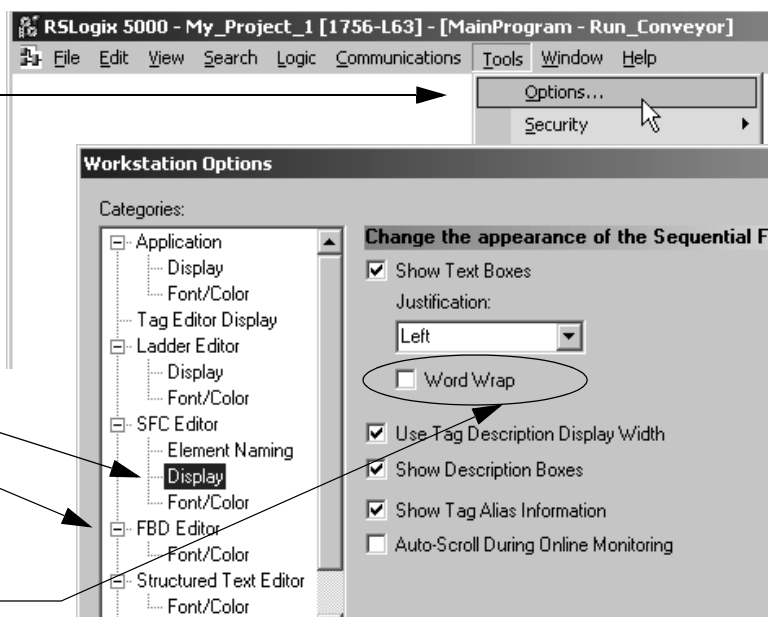 RSLogix 5000 - My_Project_1 [1756-L63] - [MainProgram - Run_Conveyor]
File Edit View Search Logic Communications Tools Window Help
Options...
Security
Workstation Options
Categories:
Application
Display
Font/Color
Tag Editor Display
Ladder Editor
Display
Font/Color
SFC Editor
Element Naming
Display
Font/Color
FBD Editor
Font/Color
Structured Text Editor
Font/Color
Change the appearance of the Sequential F
Show Text Boxes
Justification:
Left
Word Wrap
Use Tag Description Display Width
Show Description Boxes
Show Tag Alias Information
Auto-Scroll During Online Monitoring